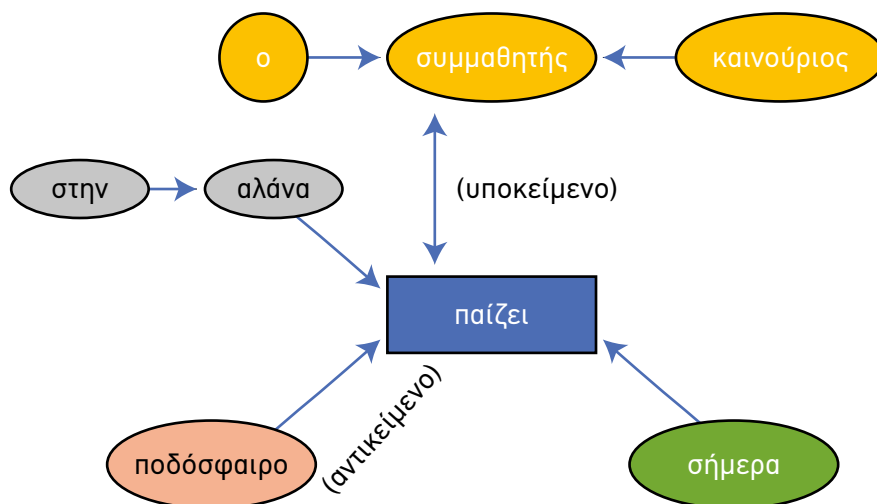 ο
συμμαθητής
καινούριος
στην
αλάνα
(υποκείμενο)
παίζει
ποδόσφαιρο
(αντικείμενο)
σήμερα